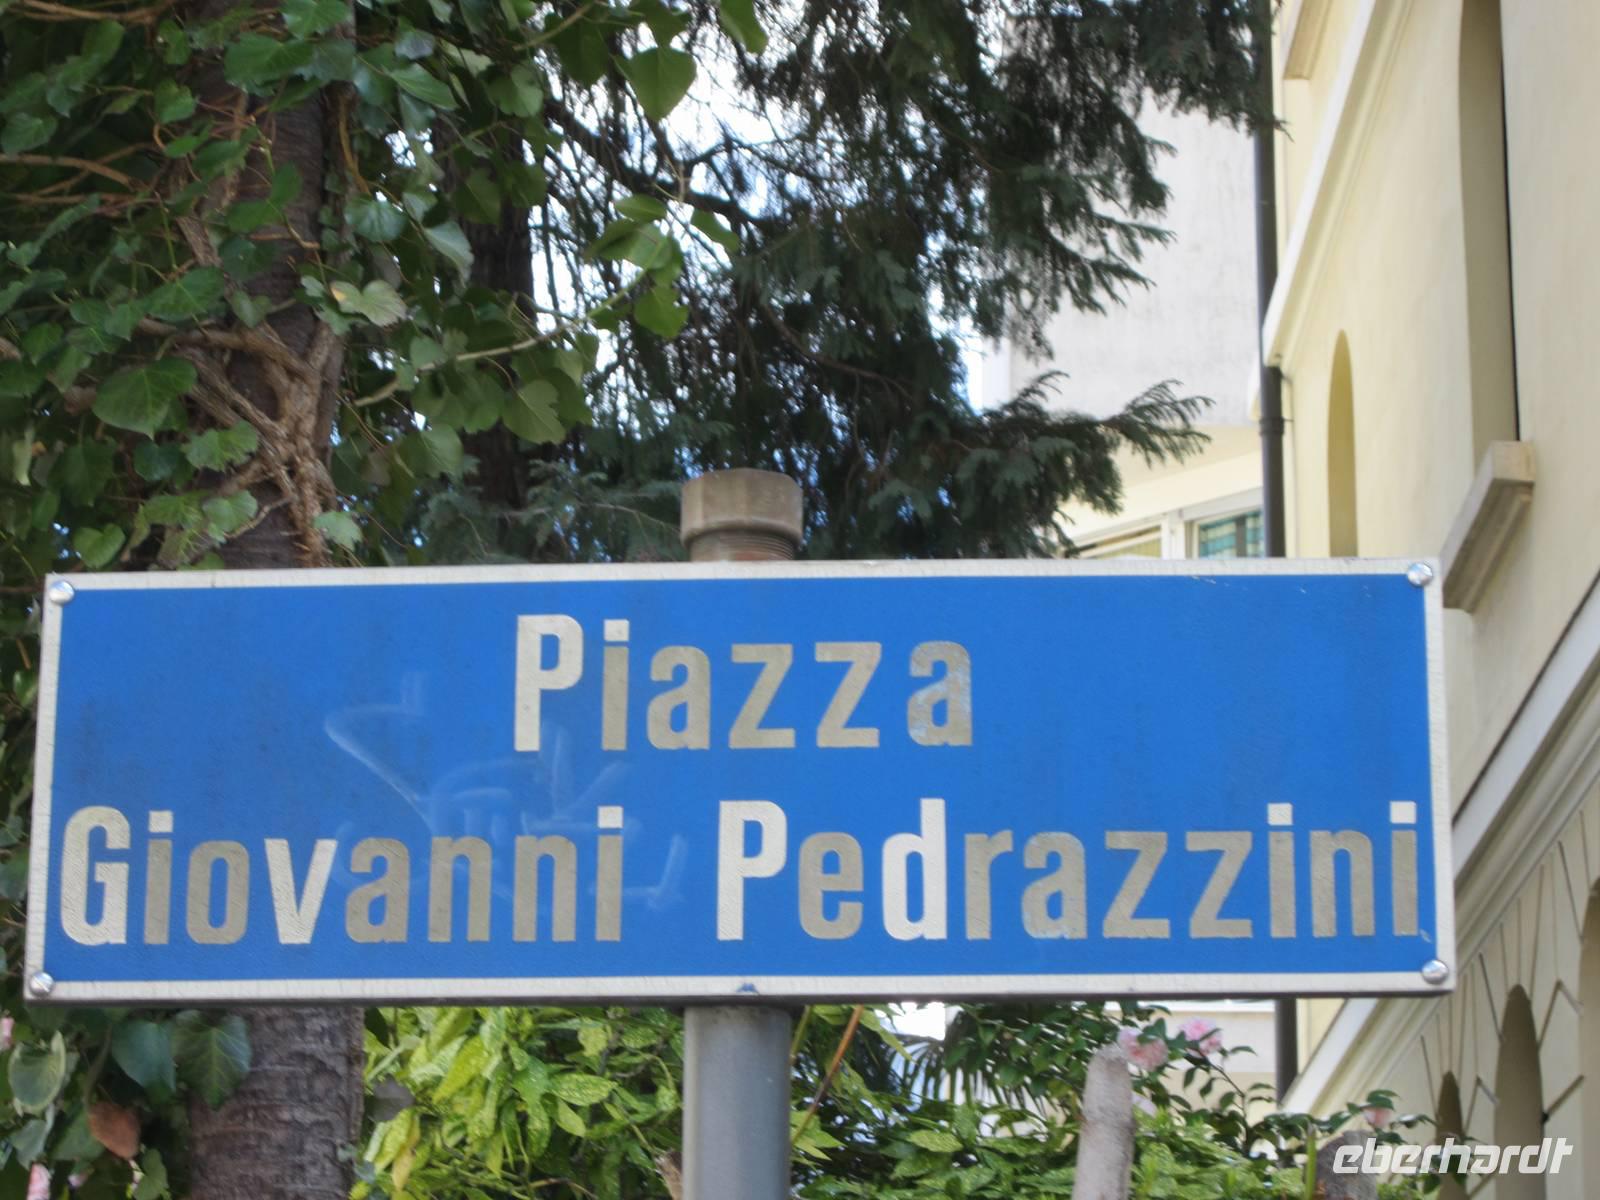 Piazza
Giovanni Pedrazzini
eberhardt